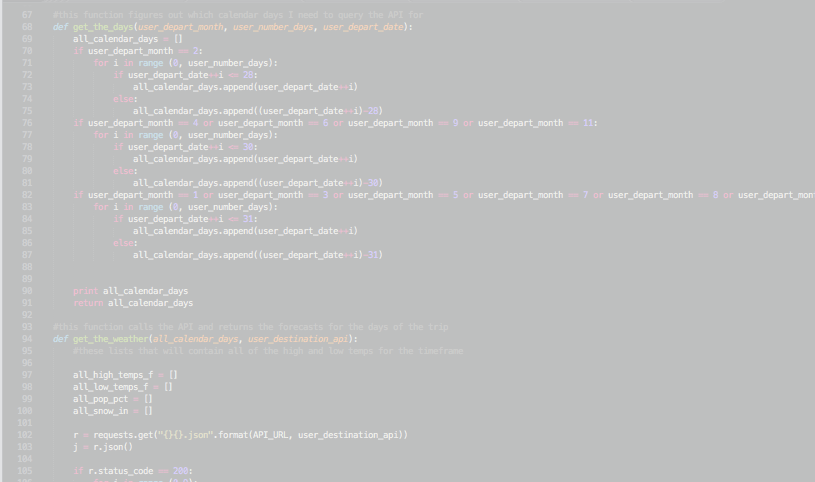 67 #this function figures out which calendar days I need to query the API for
68 def get_the_days(user_depart_month, user_number_days, user_depart_date):
69 all_calendar_days = []
70 if user_depart_month == 2:
71 for i in range (0, user_number_days):
72 if user_depart_date+i <= 28:
73 all_calendar_days.append(user_depart_date+i)
74 else:
75 all_calendar_days.append((user_depart_date+i)-28)
76 if user_depart_month == 4 or user_depart_month == 6 or user_depart_month == 9 or user_depart_month == 11:
77 for i in range (0, user_number_days):
78 if user_depart_date+i <= 30:
79 all_calendar_days.append(user_depart_date+i)
80 else:
81 all_calendar_days.append((user_depart_date+i)-30)
82 if user_depart_month == 1 or user_depart_month == 3 or user_depart_month == 5 or user_depart_month == 7 or user_depart_month == 8 or user_depart_mon
83 for i in range (0, user_number_days):
84 if user_depart_date+i <= 31:
85 all_calendar_days.append(user_depart_date+i)
86 else:
87 all_calendar_days.append((user_depart_date+i)-31)
88
89
90 print all_calendar_days
91 return all_calendar_days
92
93 #this function calls the API and returns the forecasts for the days of the trip
94 def get_the_weather(all_calendar_days, user_destination_api):
95 #these lists that will contain all of the high and low temps for the timeframe
96
97 all_high_temps_f = []
98 all_low_temps_f = []
99 all_pop_pct = []
100 all_snow_in = []
101
102 r = requests.get("{}{}.json".format(API_URL, user_destination_api))
103 j = r.json()
104
105 if r.status_code == 200: